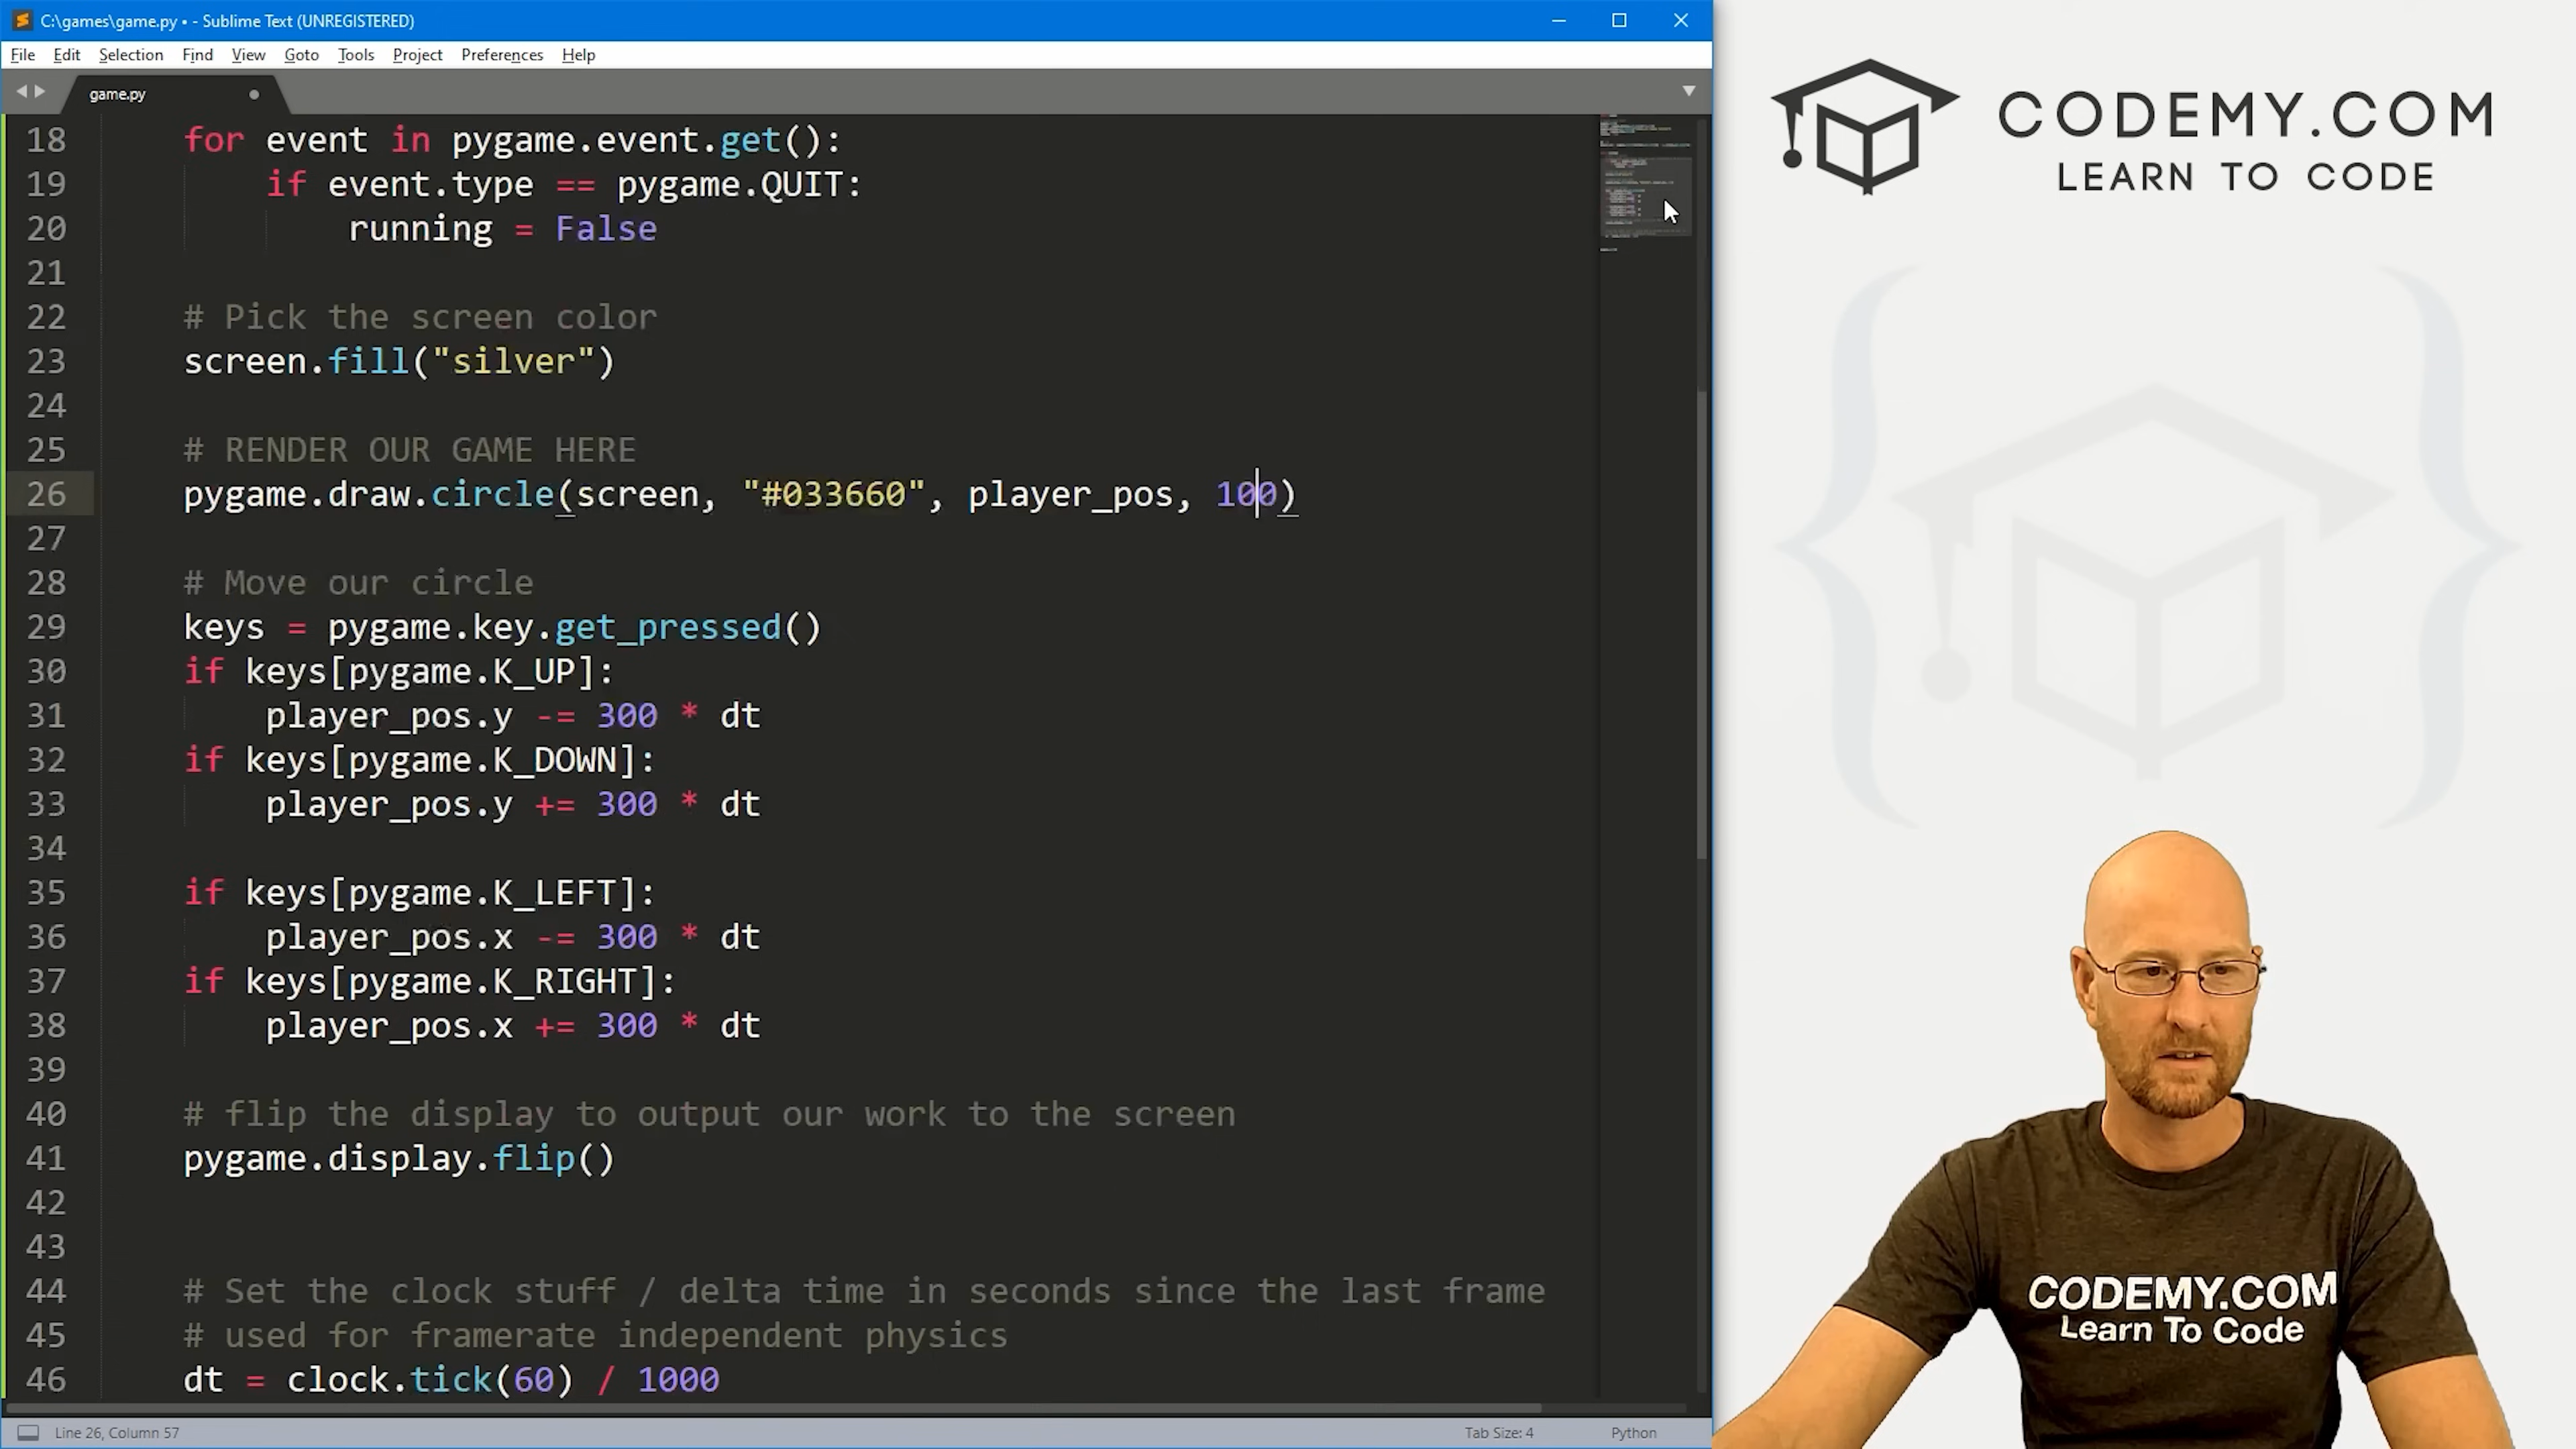 C:\games\game.py • - Sublime Text (UNREGISTERED)
File Edit Selection Find View Goto Tools Project Preferences Help
game.py
18 for event in pygame.event.get():
19 if event.type == pygame.QUIT:
20 running = False
21
22 # Pick the screen color
23 screen.fill("silver")
24
25 # RENDER OUR GAME HERE
26 pygame.draw.circle(screen, "#033660", player_pos, 100)
27
28 # Move our circle
29 keys = pygame.key.get_pressed()
30 if keys[pygame.K_UP]:
31 player_pos.y -= 300 * dt
32 if keys[pygame.K_DOWN]:
33 player_pos.y += 300 * dt
34
35 if keys[pygame.K_LEFT]:
36 player_pos.x -= 300 * dt
37 if keys[pygame.K_RIGHT]:
38 player_pos.x += 300 * dt
39
40 # flip the display to output our work to the screen
41 pygame.display.flip()
42
43
44 # Set the clock stuff / delta time in seconds since the last frame
45 # used for framerate independent physics
46 dt = clock.tick(60) / 1000
Line 26, Column 57
Tab Size: 4
Python
CODEMY.COM
LEARN TO CODE
CODEMY.COM
Learn To Code